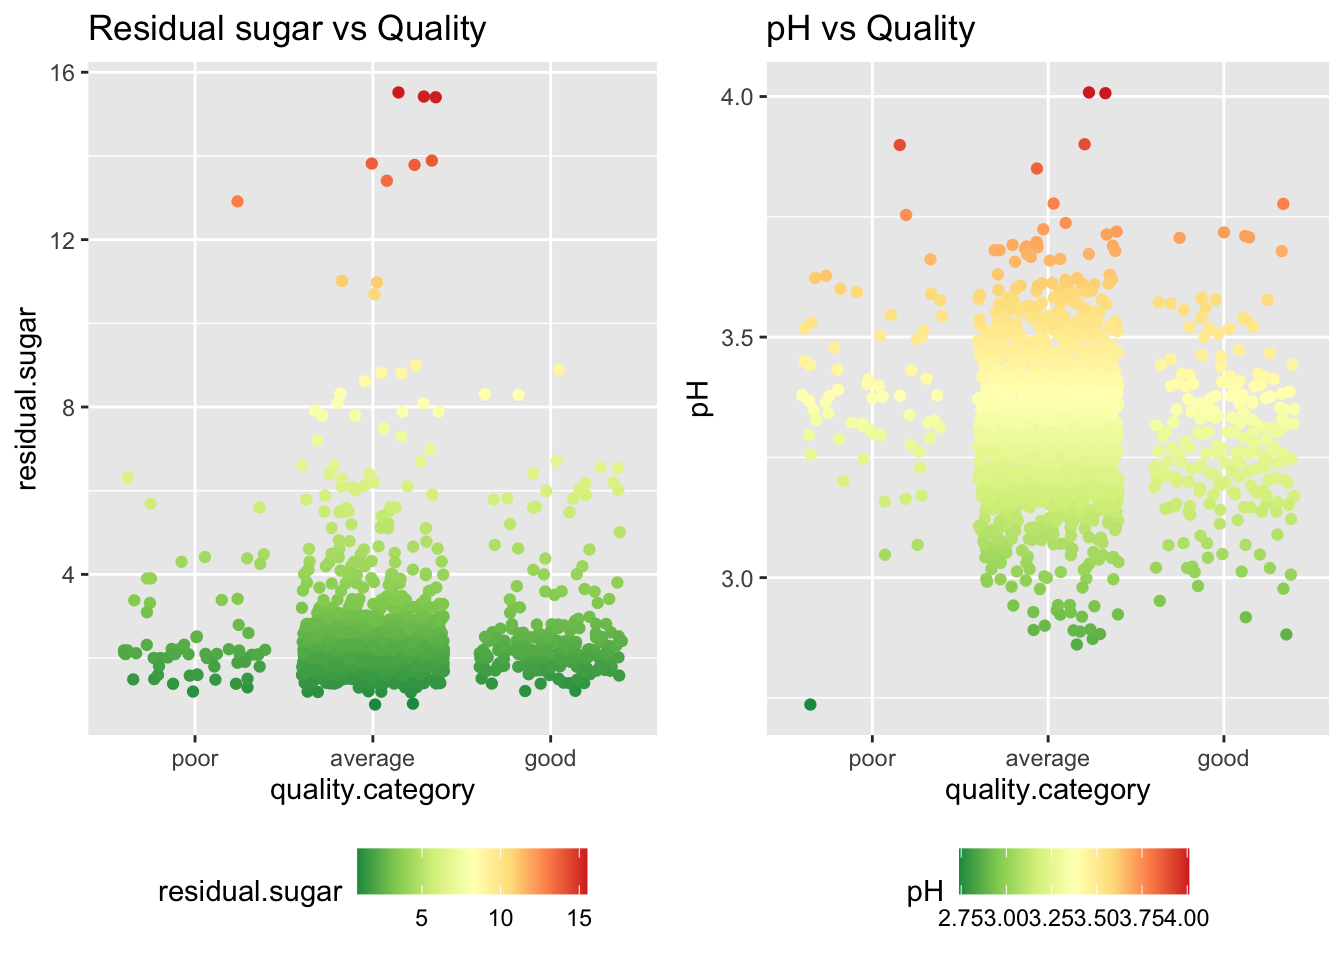 Residual sugar vs Quality
16
12
8
4
residual.sugar
poor average good
quality.category
residual.sugar
5 10 15
pH vs Quality
4.0
3.5
3.0
pH
poor average good
quality.category
pH
2.753.003.253.503.754.00